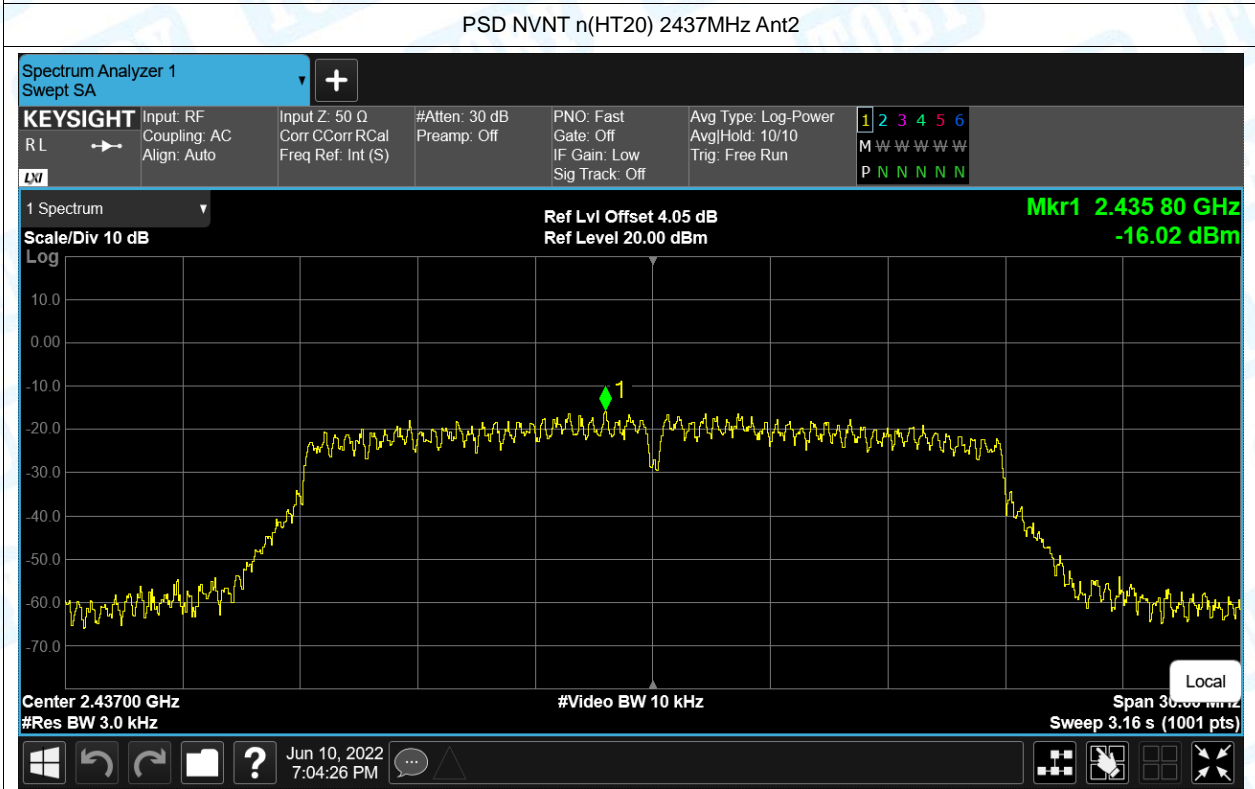 PSD NVNT n(HT20) 2437MHz Ant2
Spectrum Analyzer 1
Swept SA
KEYSIGHT
R L
LXI
Input: RF
Coupling: AC
Align: Auto
Input Z: 50 Ω
Corr CCorr RCal
Freq Ref: Int (S)
#Atten: 30 dB
Preamp: Off
PNO: Fast
Gate: Off
IF Gain: Low
Sig Track: Off
Avg Type: Log-Power
Avg|Hold: 10/10
Trig: Free Run
1 2 3 4 5 6
M W W W W W
P N N N N N
1 Spectrum
Scale/Div 10 dB
Log
Ref Lvl Offset 4.05 dB
Ref Level 20.00 dBm
Mkr1 2.435 80 GHz
-16.02 dBm
10.0
0.00
-10.0
-20.0
-30.0
-40.0
-50.0
-60.0
-70.0
1
Local
Center 2.43700 GHz
#Video BW 10 kHz
Span 30.00 MHz
#Res BW 3.0 kHz
Sweep 3.16 s (1001 pts)
?
Jun 10, 2022
7:04:26 PM